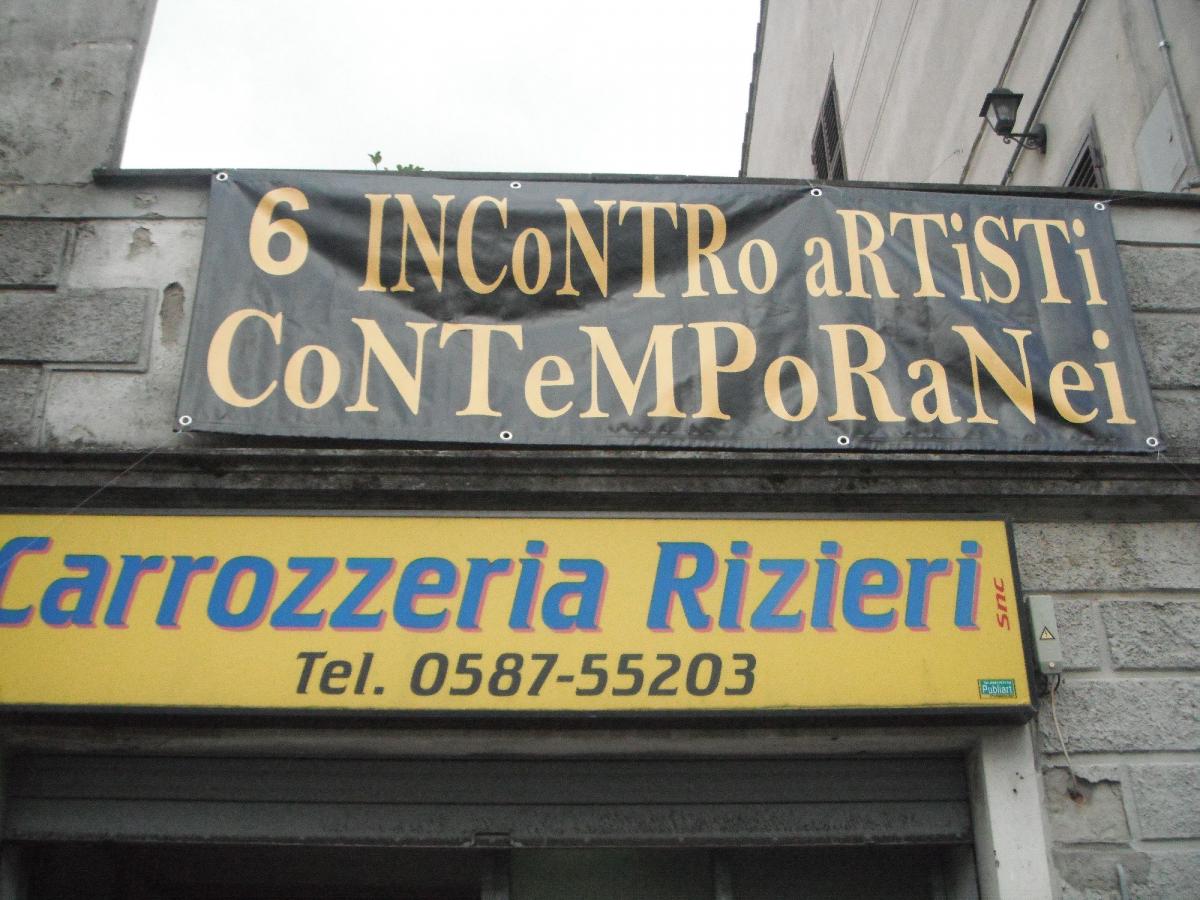 6 INCoNTRo aRTiSTi
CoNTeMPoRaNei
Carrozzeria Rizieri snc
Tel. 0587-55203
Publiart